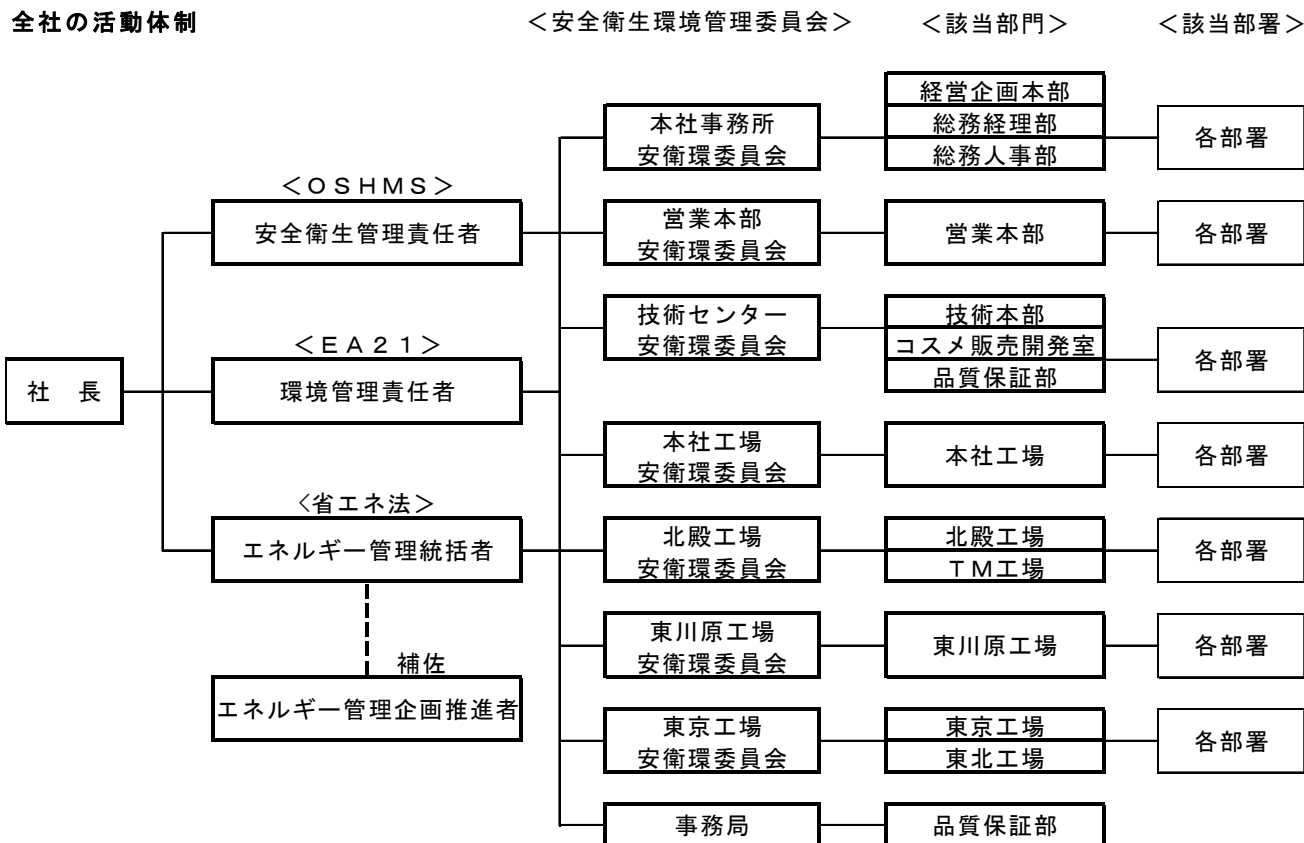 全社の活動体制
＜安全衛生環境管理委員会＞
＜該当部門＞
＜該当部署＞
社　長
＜ＯＳＨＭＳ＞
安全衛生管理責任者
＜ＥＡ２１＞
環境管理責任者
〈省エネ法＞
エネルギー管理統括者
補佐
エネルギー管理企画推進者
本社事務所
安衛環委員会
経営企画本部
総務経理部
総務人事部
各部署
営業本部
安衛環委員会
営業本部
各部署
技術センター
安衛環委員会
技術本部
コスメ販売開発室
品質保証部
各部署
本社工場
安衛環委員会
本社工場
各部署
北殿工場
安衛環委員会
北殿工場
ＴＭ工場
各部署
東川原工場
安衛環委員会
東川原工場
各部署
東京工場
安衛環委員会
東京工場
東北工場
各部署
事務局
品質保証部